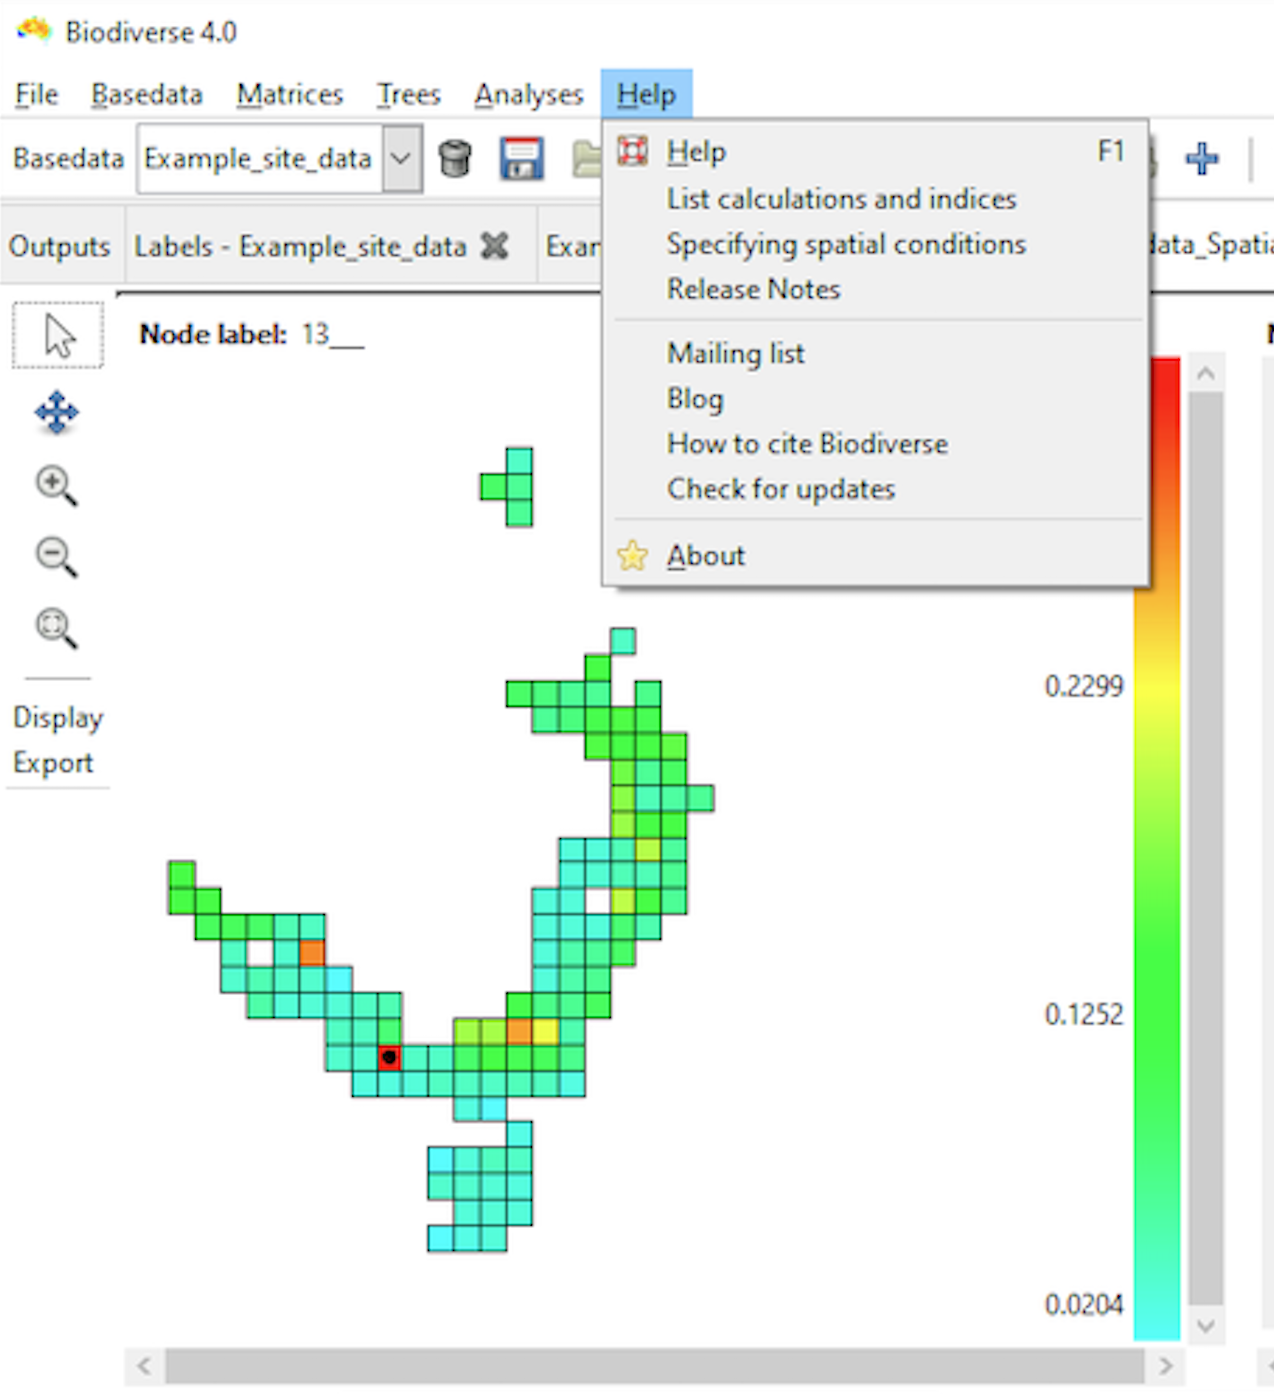 Biodiverse 4.0
File Basedata Matrices Trees Analyses Help
Basedata Example_site_data
Help F1
List calculations and indices
Specifying spatial conditions
Release Notes
Mailing list
Blog
How to cite Biodiverse
Check for updates
About
Outputs Labels - Example_site_data Exan data_Spatia
Node label: 13__
Display
Export
0.2299
0.1252
0.0204